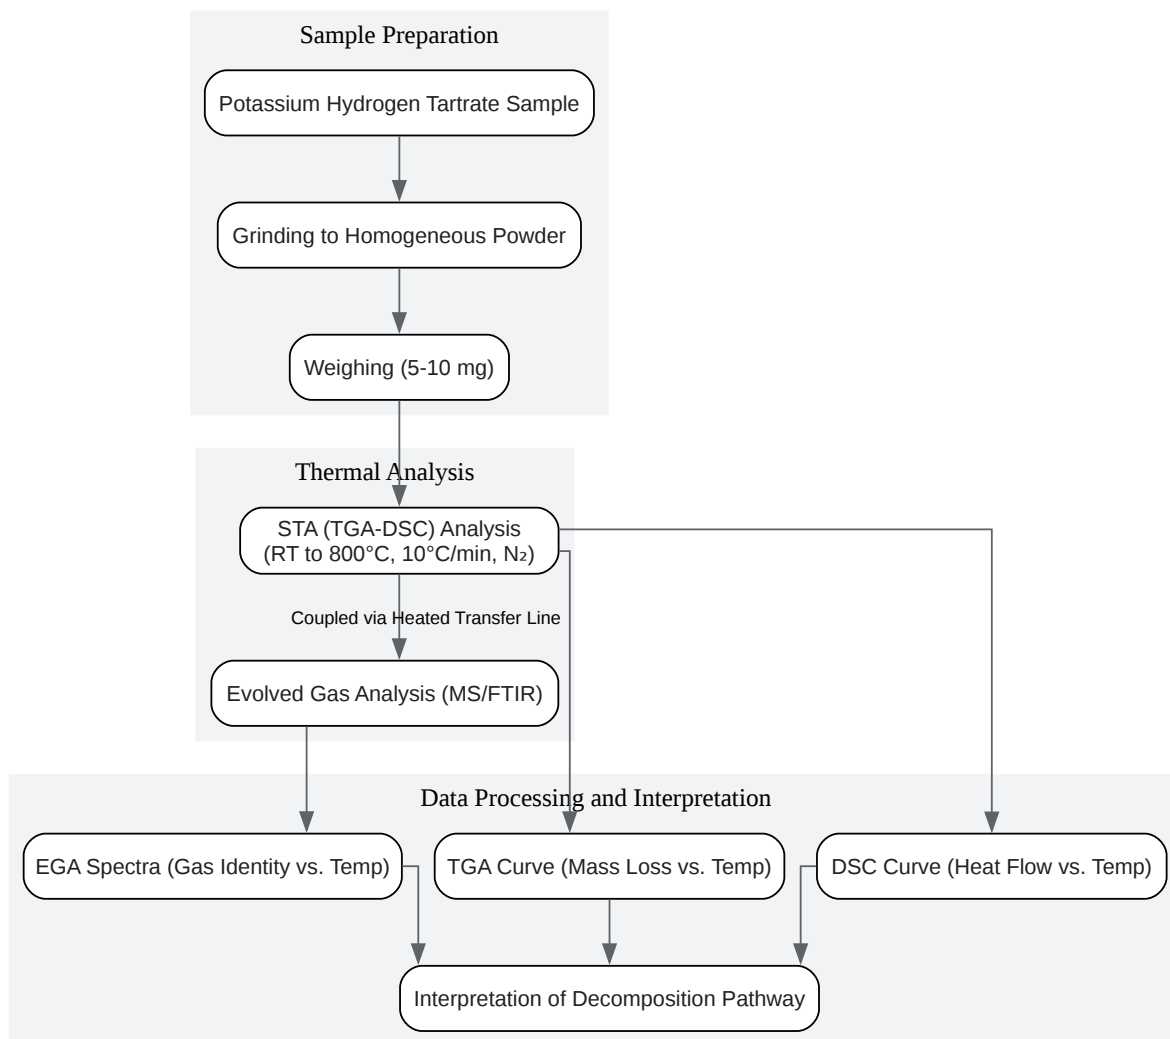 Sample Preparation
Potassium Hydrogen Tartrate Sample
Grinding to Homogeneous Powder
Weighing (5-10 mg)
Thermal Analysis
STA (TGA-DSC) Analysis
(RT to 800°C, 10°C/min, N₂)
Coupled via Heated Transfer Line
Evolved Gas Analysis (MS/FTIR)
Data Processing and Interpretation
EGA Spectra (Gas Identity vs. Temp)
TGA Curve (Mass Loss vs. Temp)
DSC Curve (Heat Flow vs. Temp)
Interpretation of Decomposition Pathway